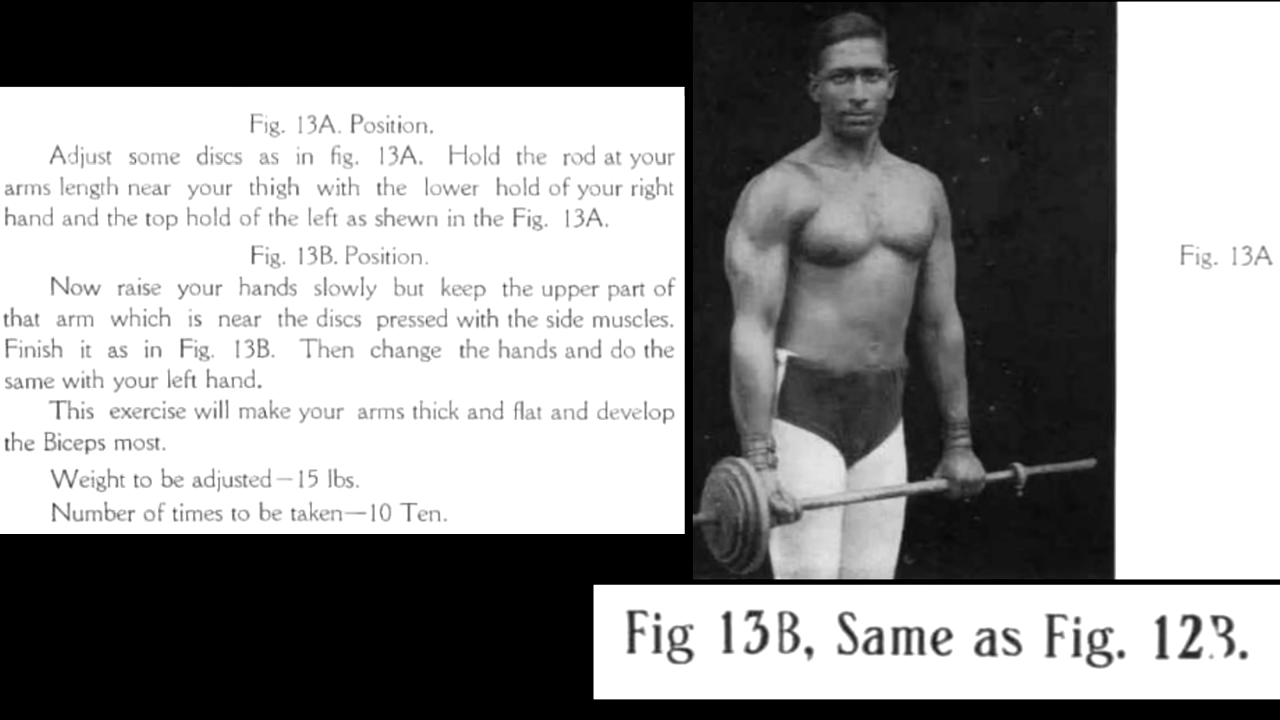 Fig. 13A. Position.
Adjust some discs as in fig. 13A. Hold the rod at your
arms length near your thigh with the lower hold of your right
hand and the top hold of the left as shewn in the Fig. 13A.
Fig. 13B. Position.
Now raise your hands slowly but keep the upper part of
that arm which is near the discs pressed with the side muscles.
Finish it as in Fig. 13B. Then change the hands and do the
same with your left hand.
This exercise will make your arms thick and flat and develop
the Biceps most.
Weight to be adjusted—15 lbs.
Number of times to be taken—10 Ten.
Fig. 13A
Fig 13B, Same as Fig. 12B.